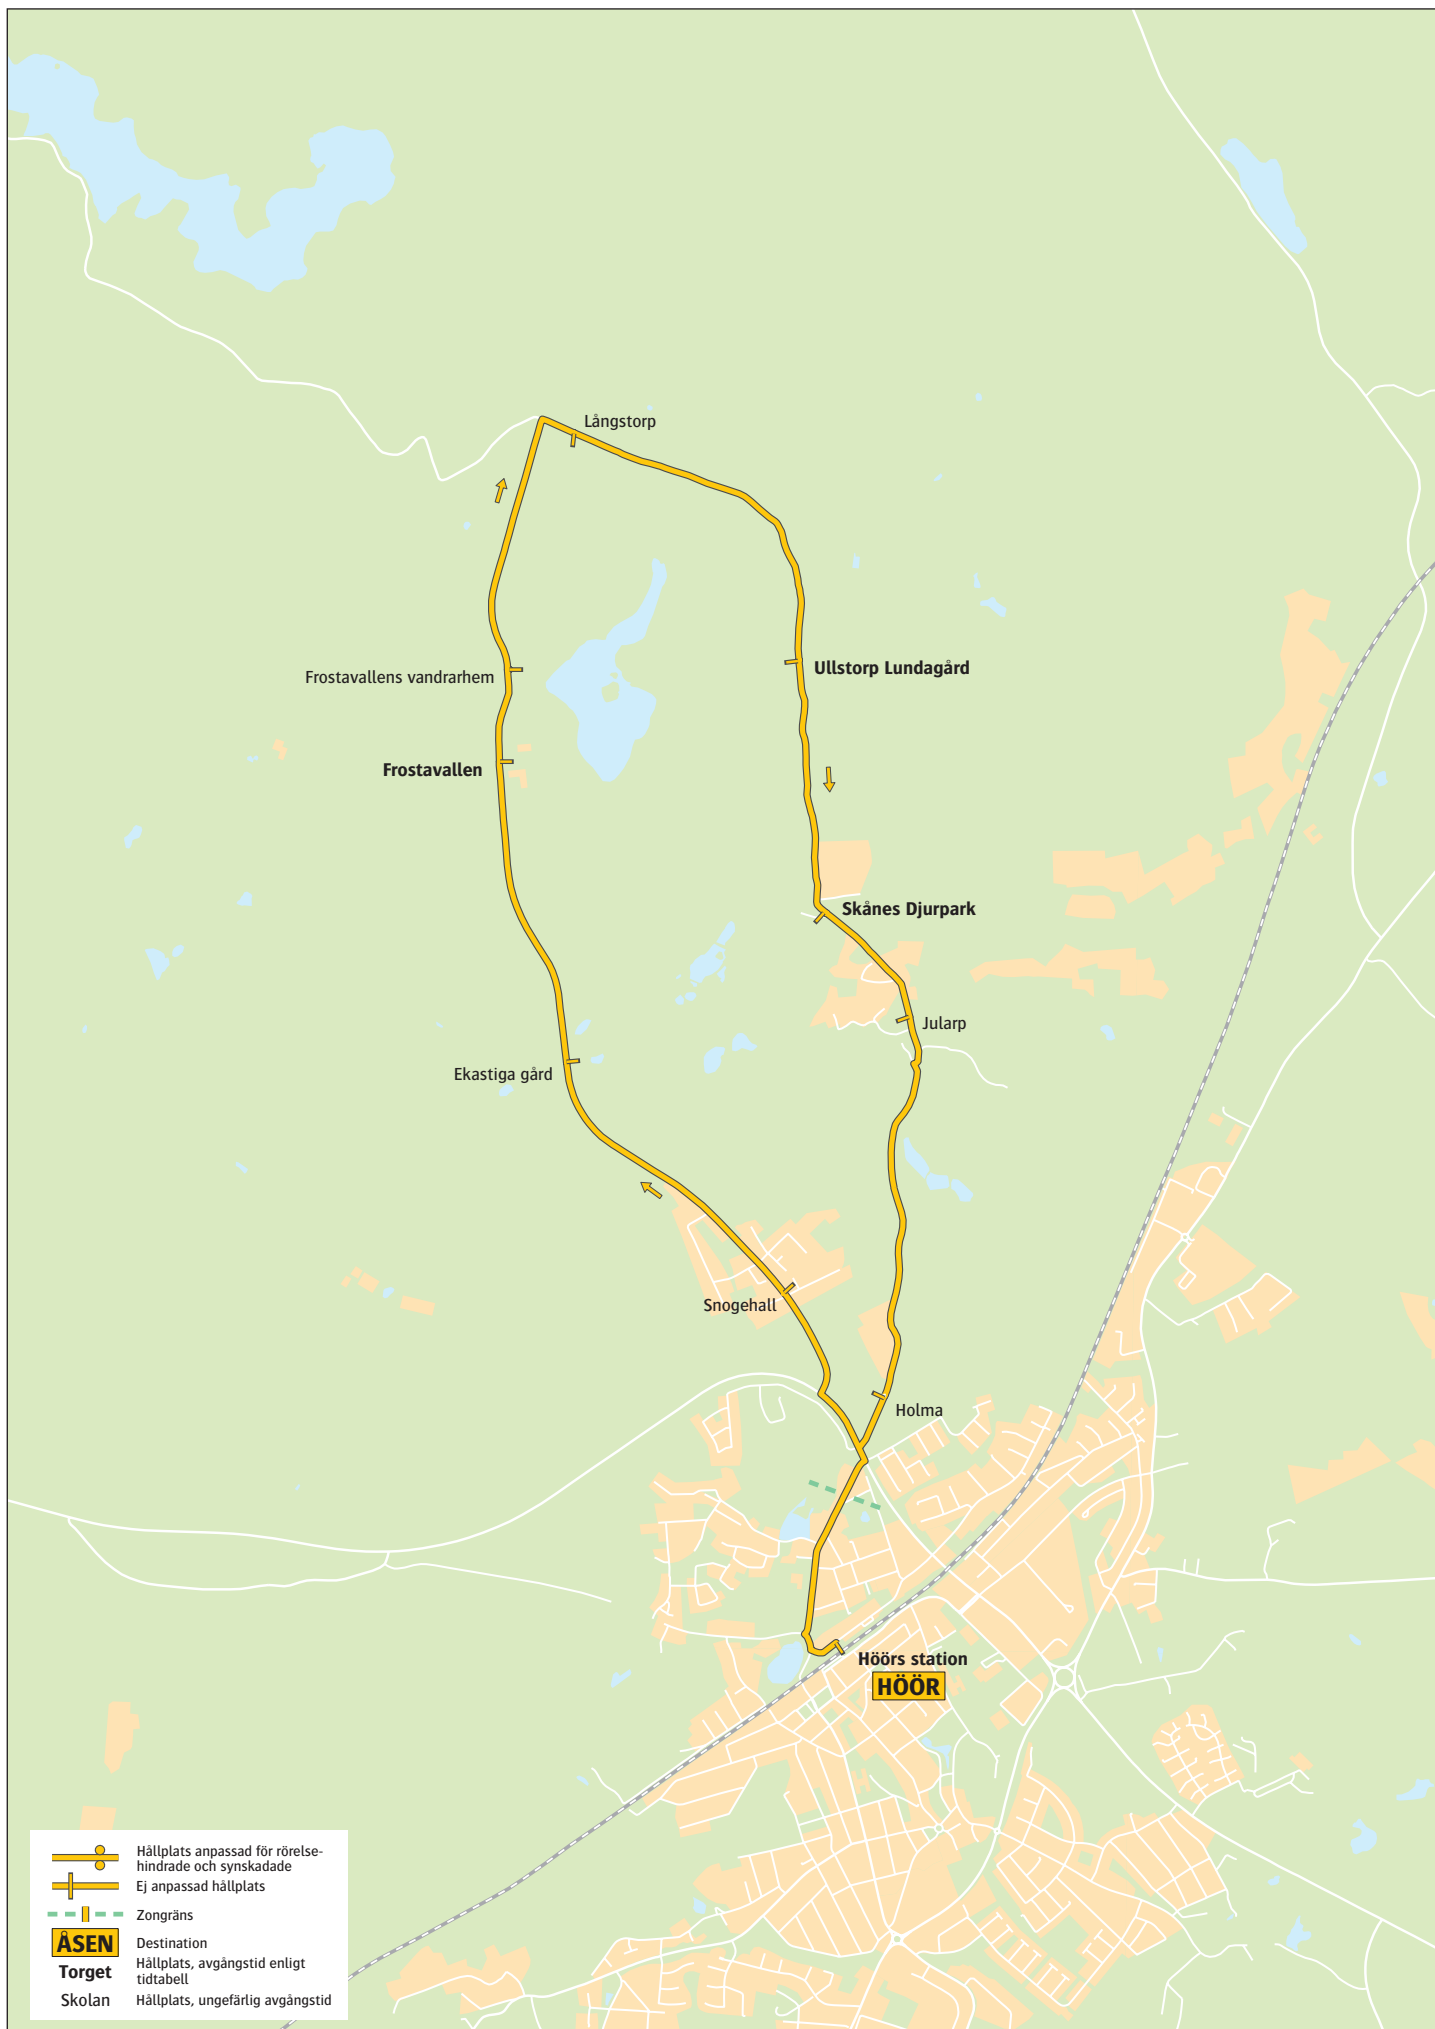 Långstorp
Ullstorp Lundagård
Frostavallens vandrarhem
Frostavallen
Skånes Djurpark
Jularp
Ekastiga gård
Snogehall
Holma
Höörs station
HÖÖR
Hållplats anpassad för rörelse-
hindrade och synskadade
Ej anpassad hållplats
Zongräns
ÅSEN Destination
Torget Hållplats, avgångstid enligt
tidtabell
Skolan Hållplats, ungefärlig avgångstid